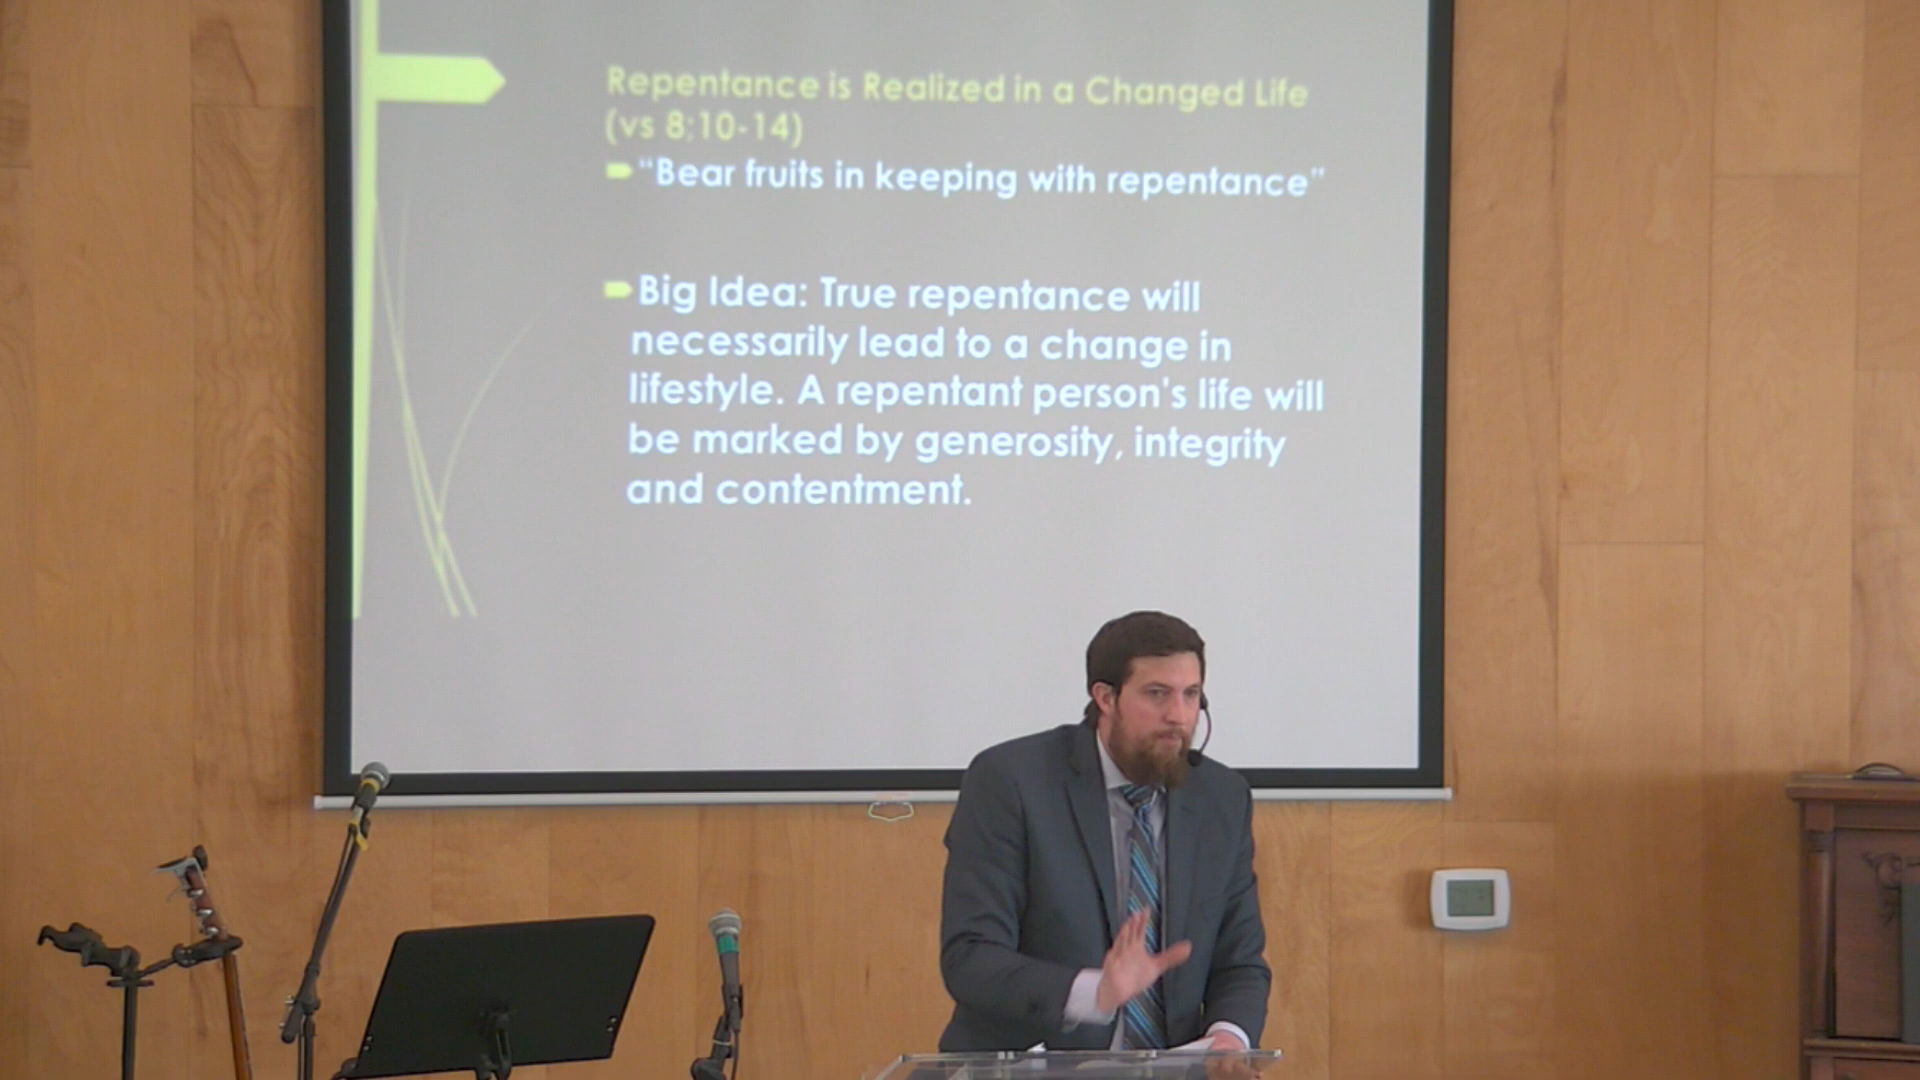 Repentance is Realized in a Changed Life
(vs 8;10-14)
"Bear fruits in keeping with repentance"
Big Idea: True repentance will
necessarily lead to a change in
lifestyle. A repentant person's life will
be marked by generosity, integrity
and contentment.